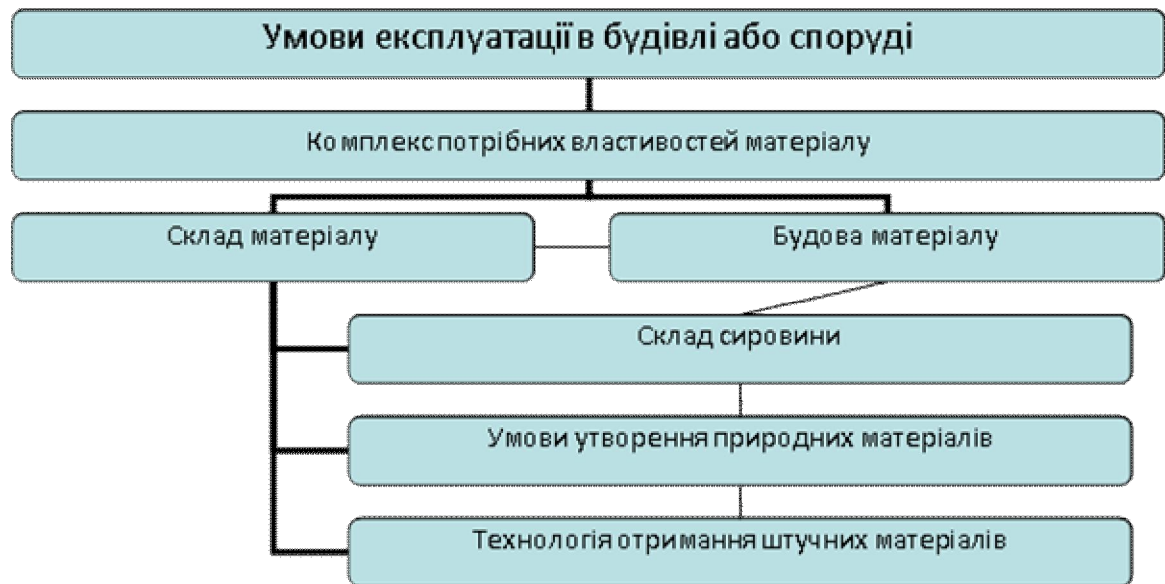 Умови експлуатації в будівлі або споруді
Комплекс потрібних властивостей матеріалу
Склад матеріалу
Будова матеріалу
Склад сировини
Умови утворення природних матеріалів
Технологія отримання штучних матеріалів